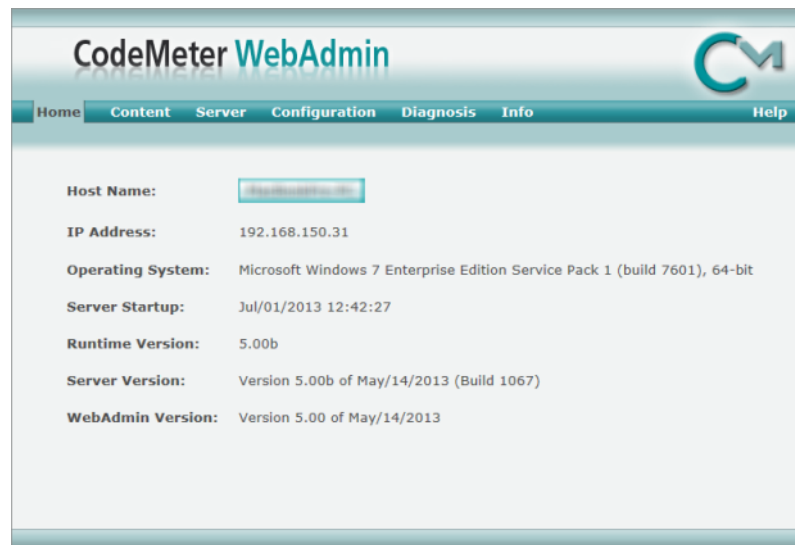 CodeMeter WebAdmin
CM
Home Content Server Configuration Diagnosis Info Help
Host Name:
IP Address: 192.168.150.31
Operating System: Microsoft Windows 7 Enterprise Edition Service Pack 1 (build 7601), 64-bit
Server Startup: Jul/01/2013 12:42:27
Runtime Version: 5.00b
Server Version: Version 5.00b of May/14/2013 (Build 1067)
WebAdmin Version: Version 5.00 of May/14/2013